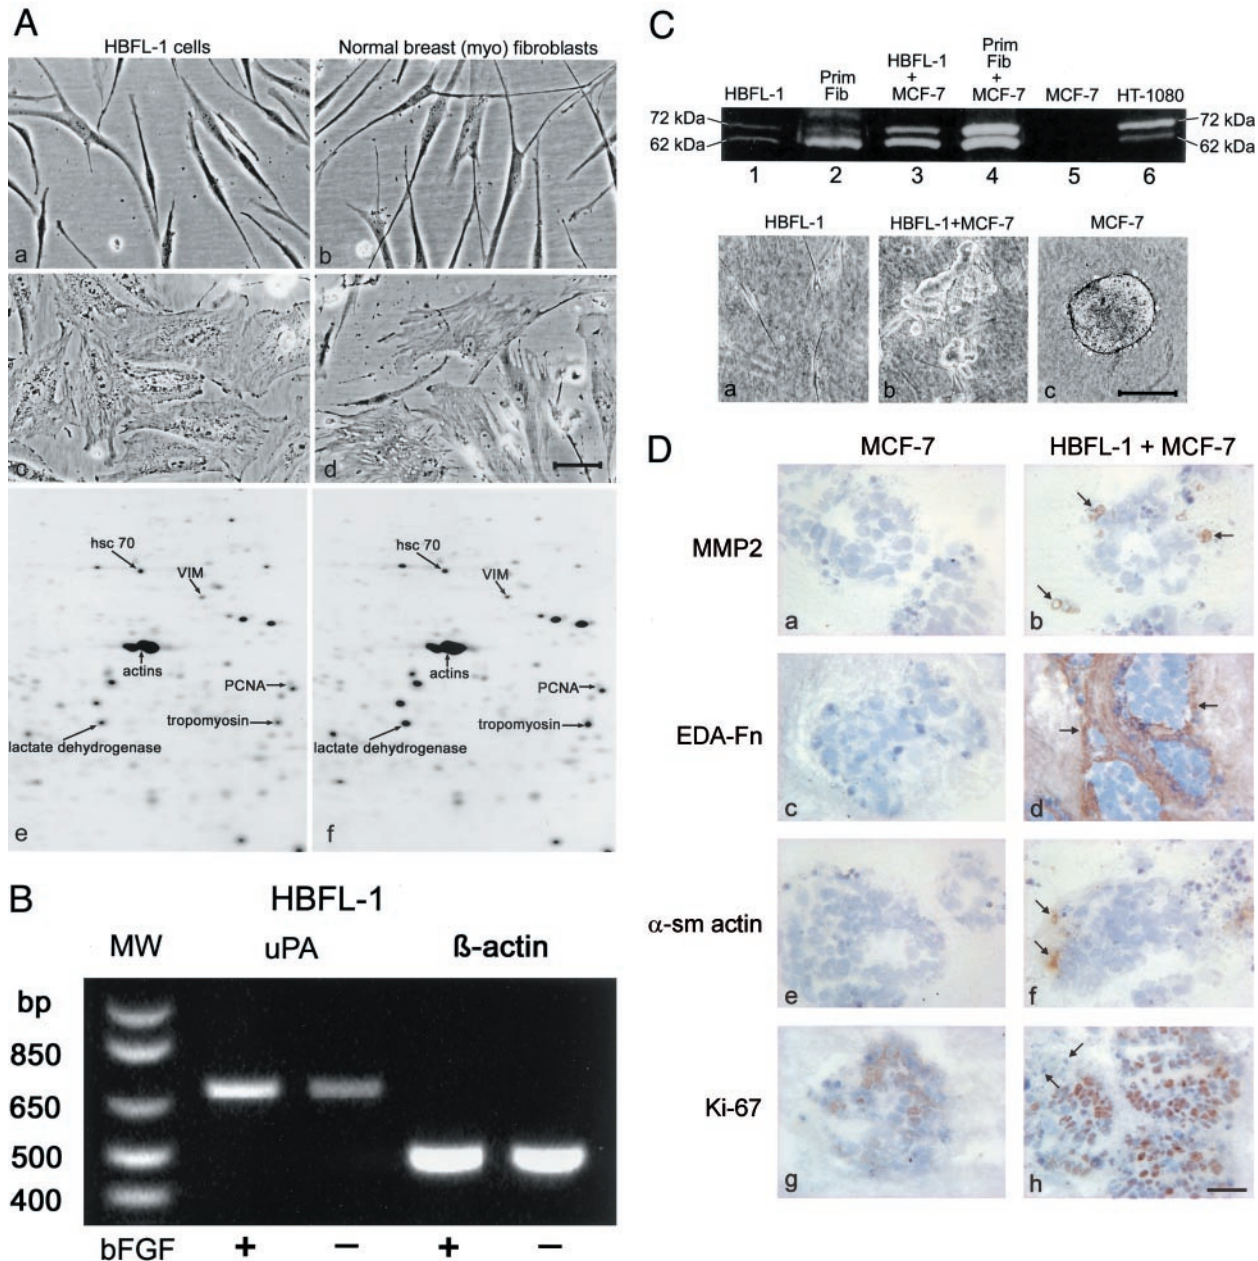 A
HBFL-1 cells
Normal breast (myo) fibroblasts
a
b
c
d
hsc 70
VIM
actins
PCNA
tropomyosin
lactate dehydrogenase
e
hsc 70
VIM
actins
PCNA
tropomyosin
lactate dehydrogenase
f
B
HBFL-1
MW
uPA
ß-actin
bp
850
650
500
400
bFGF
+
−
+
−
C
HBFL-1
Prim
Fib
HBFL-1
+
MCF-7
Prim
Fib
+
MCF-7
MCF-7
HT-1080
72 kDa
62 kDa
72 kDa
62 kDa
1
2
3
4
5
6
HBFL-1
HBFL-1+MCF-7
MCF-7
a
b
c
D
MCF-7
HBFL-1 + MCF-7
MMP2
a
b
EDA-Fn
c
d
α-sm actin
e
f
Ki-67
g
h